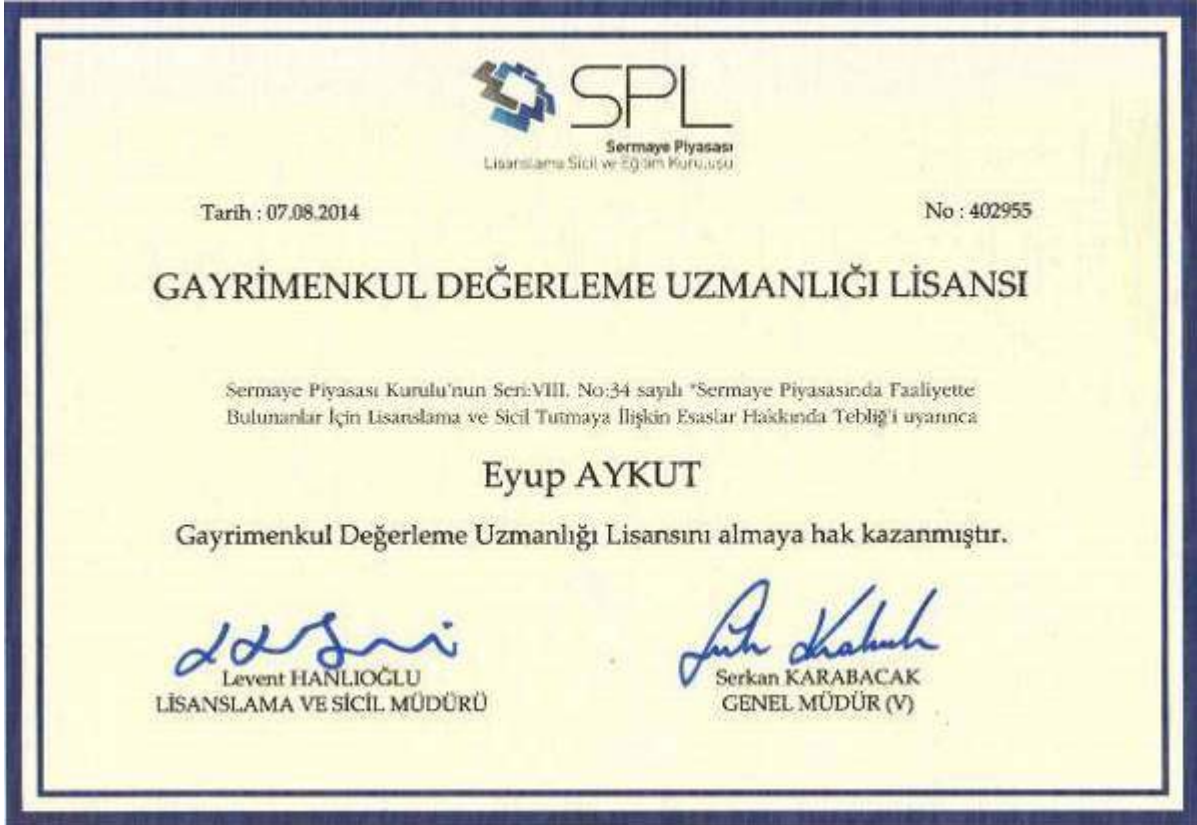 SPL
Sermaye Piyasası
Lisanslama Sicil ve Eğitim Kuruluşu
Tarih : 07.08.2014
No : 402955
GAYRİMENKUL DEĞERLEME UZMANLIĞI LİSANSI
Sermaye Piyasası Kurulu'nun Seri:VIII. No:34 sayılı "Sermaye Piyasasında Faaliyette
Bulunanlar İçin Lisanslama ve Sicil Tutmaya İlişkin Esaslar Hakkında Tebliğ'i uyarınca
Eyup AYKUT
Gayrimenkul Değerleme Uzmanlığı Lisansını almaya hak kazanmıştır.
Levent HANLIOĞLU
LİSANSLAMA VE SİCİL MÜDÜRÜ
Serkan KARABACAK
GENEL MÜDÜR (V)